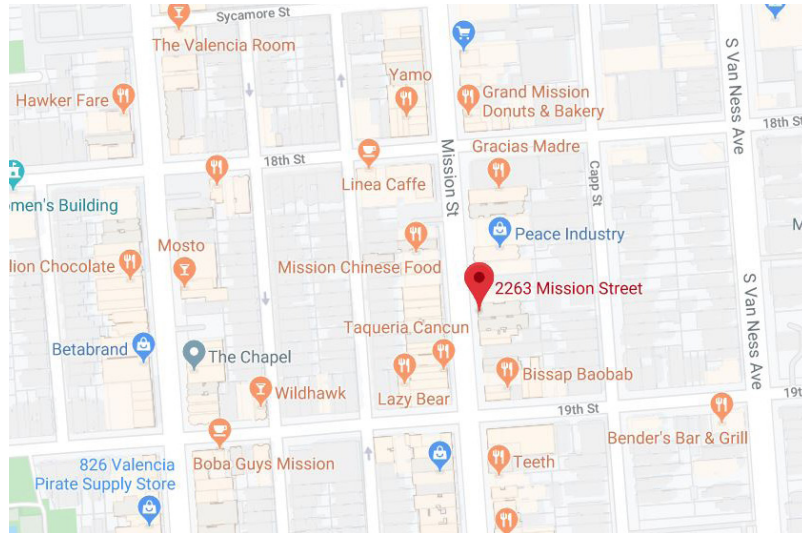 Sycamore St
The Valencia Room
Yamo
Hawker Fare
Grand Mission
Donuts & Bakery
S Van Ness Ave
18th St
18th St
Mission St
Gracias Madre
Capp St
Linea Caffe
omen's Building
Peace Industry
M
Mosto
lion Chocolate
Mission Chinese Food
2263 Mission Street
S Van Ness Ave
Taqueria Cancun
Betabrand
The Chapel
Bissap Baobab
Wildhawk
Lazy Bear
19th St
19t
Bender's Bar & Grill
Boba Guys Mission
Teeth
826 Valencia
Pirate Supply Store